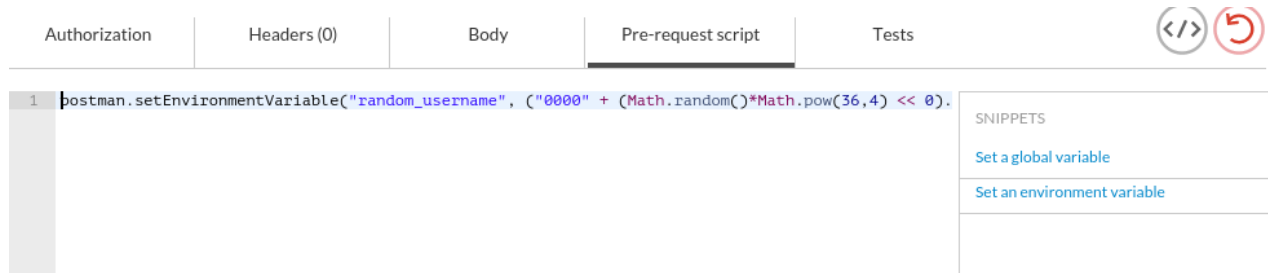 Authorization Headers (0) Body Pre-request script Tests </>
1 postman.setEnvironmentVariable("random_username", ("0000" + (Math.random()*Math.pow(36,4) << 0).
SNIPPETS
Set a global variable
Set an environment variable